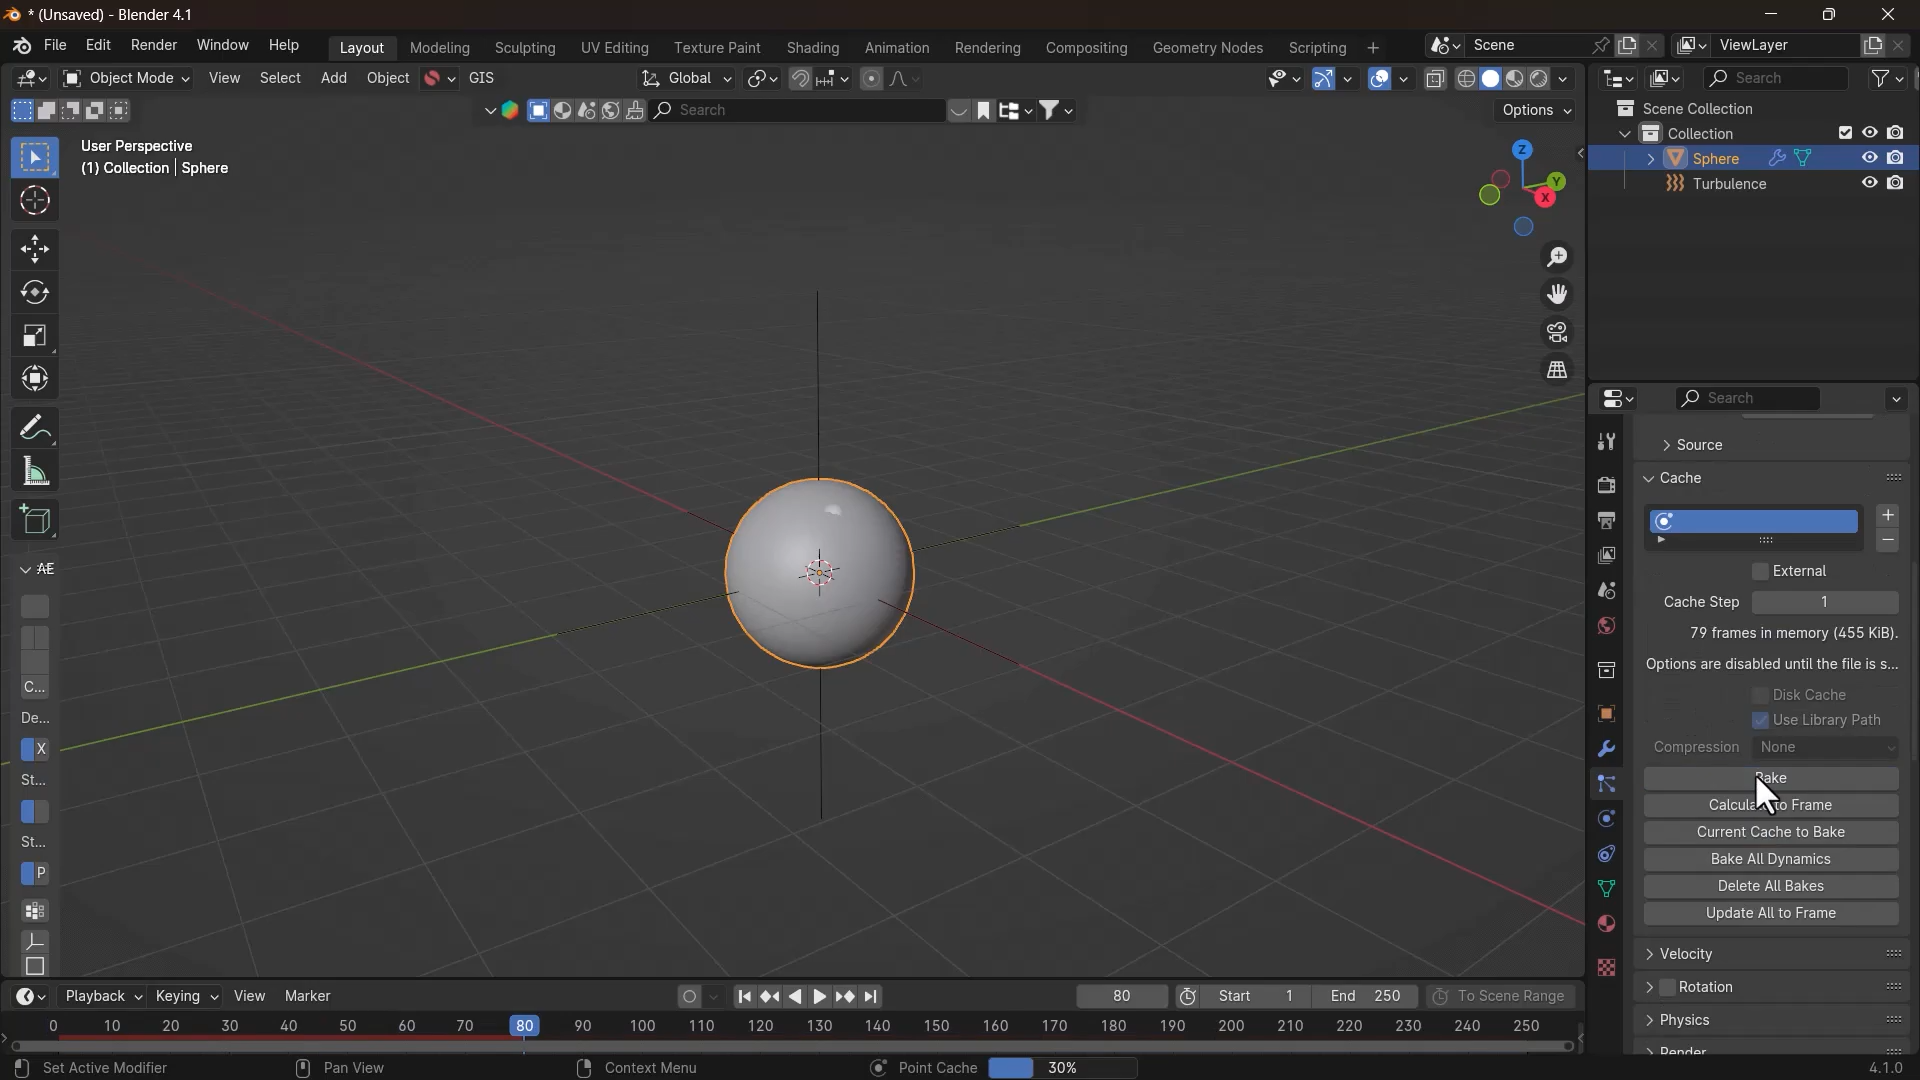 * (Unsaved) - Blender 4.1
File Edit Render Window Help
Layout Modeling Sculpting UV Editing Texture Paint Shading Animation Rendering Compositing Geometry Nodes Scripting +
Scene
ViewLayer
Object Mode View Select Add Object GIS
Global
Search
Search
Options
User Perspective
(1) Collection | Sphere
Z
Y
X
Scene Collection
Collection
Sphere
Turbulence
Search
Source
Cache
External
Cache Step 1
79 frames in memory (455 KiB).
Options are disabled until the file is s...
Disk Cache
Use Library Path
Compression None
Bake
Calculate to Frame
Current Cache to Bake
Bake All Dynamics
Delete All Bakes
Update All to Frame
Velocity
Rotation
Physics
Render
AE
C...
De...
X
St...
St...
P
Playback Keying View Marker
80
Start 1
End 250
To Scene Range
0 10 20 30 40 50 60 70 80 90 100 110 120 130 140 150 160 170 180 190 200 210 220 230 240 250
Set Active Modifier
Pan View
Context Menu
Point Cache 30%
4.1.0